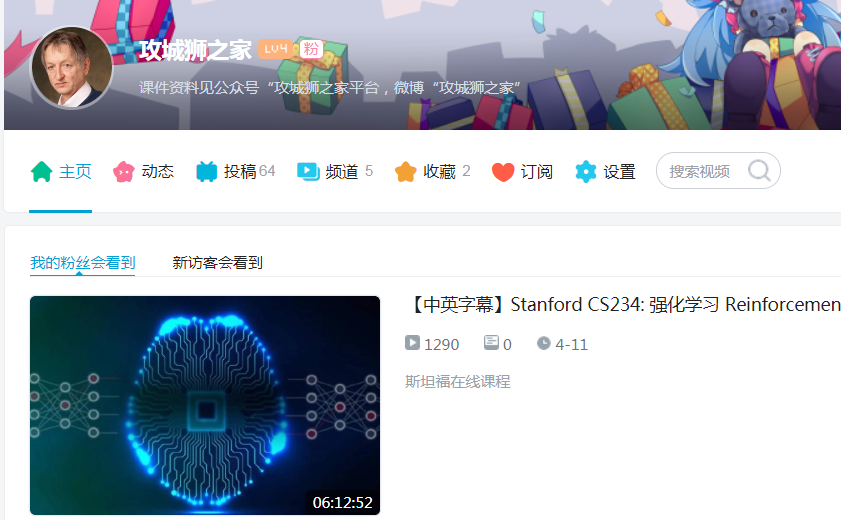 攻城狮之家 LV4 粉
课件资料见公众号“攻城狮之家平台，微博“攻城狮之家”
主页 动态 投稿 64 频道 5 收藏 2 订阅 设置 搜索视频
我的粉丝会看到 新访客会看到
【中英字幕】Stanford CS234: 强化学习 Reinforcemen
1290 0 4-11
斯坦福在线课程
06:12:52